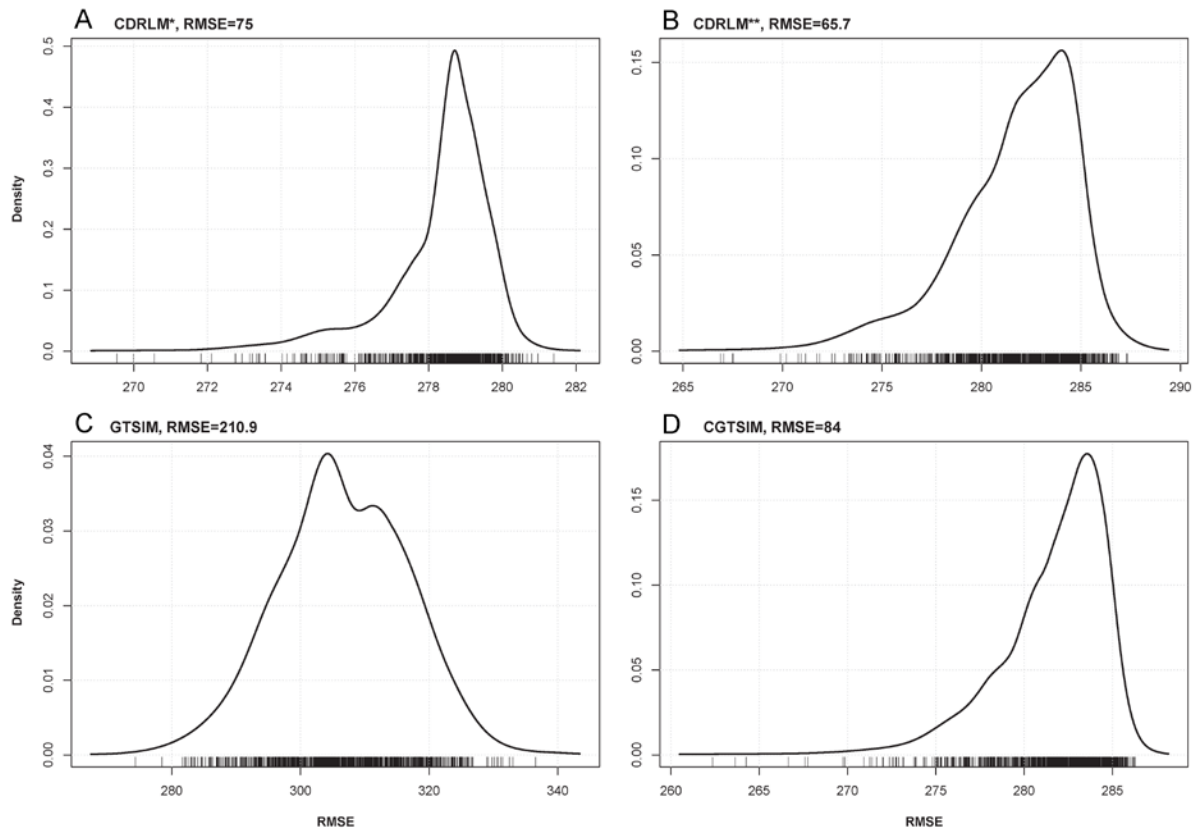 A CDRLM*, RMSE=75
Density
0.5
0.4
0.3
0.2
0.1
0.0
270 272 274 276 278 280 282
B CDRLM**, RMSE=65.7
0.15
0.10
0.05
0.00
265 270 275 280 285 290
C GTSIM, RMSE=210.9
Density
0.04
0.03
0.02
0.01
0.00
280 300 320 340
RMSE
D CGTSIM, RMSE=84
0.15
0.10
0.05
0.00
260 265 270 275 280 285
RMSE